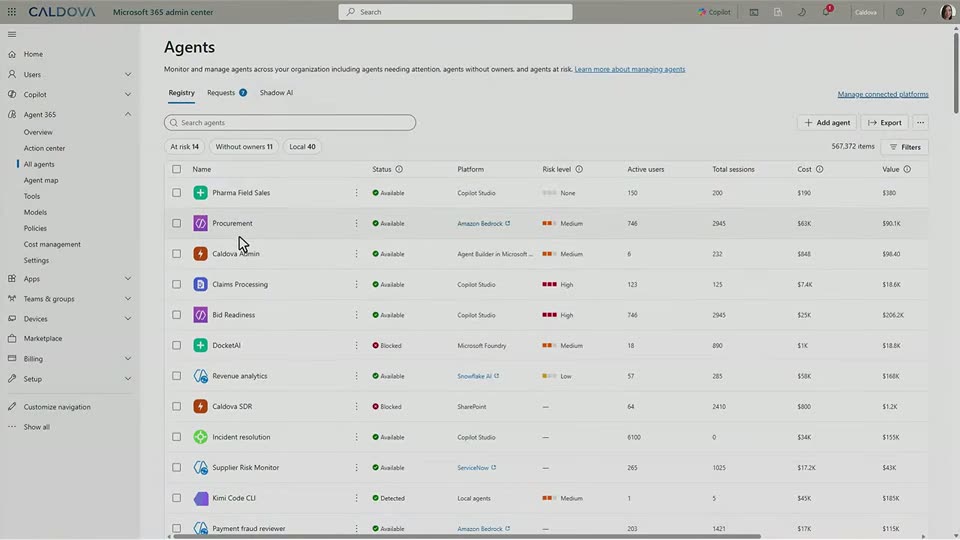 CALDOVA Microsoft 365 admin center Search Copilot 1 Caldova ?
Home
Users
Copilot
Agent 365
Overview
Action center
All agents
Agent map
Tools
Models
Policies
Cost management
Settings
Apps
Teams & groups
Devices
Marketplace
Billing
Setup
Customize navigation
Show all
Agents
Monitor and manage agents across your organization including agents needing attention, agents without owners, and agents at risk. Learn more about managing agents
Registry Requests 7 Shadow AI
Manage connected platforms
Search agents
Add agent Export
At risk 14 Without owners 11 Local 40
567,372 items Filters
Name Status Platform Risk level Active users Total sessions Cost Value
Pharma Field Sales Available Copilot Studio None 150 200 $190 $380
Procurement Available Amazon Bedrock Medium 746 2945 $63K $90.1K
Caldova Admin Available Agent Builder in Microsoft ... Medium 6 232 $848 $98.40
Claims Processing Available Copilot Studio High 123 125 $7.4K $18.6K
Bid Readiness Available Copilot Studio High 746 2945 $25K $206.2K
DocketAI Blocked Microsoft Foundry Medium 18 890 $1K $18.8K
Revenue analytics Available Snowflake AI Low 57 285 $58K $168K
Caldova SDR Blocked SharePoint — 64 2410 $800 $1.2K
Incident resolution Available Copilot Studio — 6100 0 $34K $155K
Supplier Risk Monitor Available ServiceNow — 265 1025 $17.2K $43K
Kimi Code CLI Detected Local agents Medium 1 5 $45K $185K
Payment fraud reviewer Available Amazon Bedrock 203 1421 $17K $115K